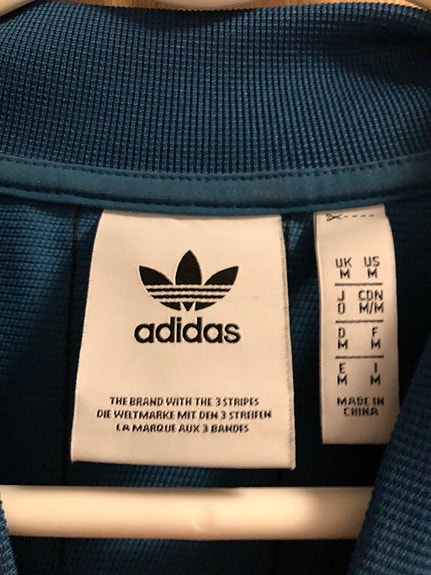 adidas
THE BRAND WITH THE 3 STRIPES
DIE WELTMARKE MIT DEN 3 STREIFEN
LA MARQUE AUX 3 BANDES
UK US
M M
J CDN
O M/M
D F
M M
E I
M M
MADE IN
CHINA